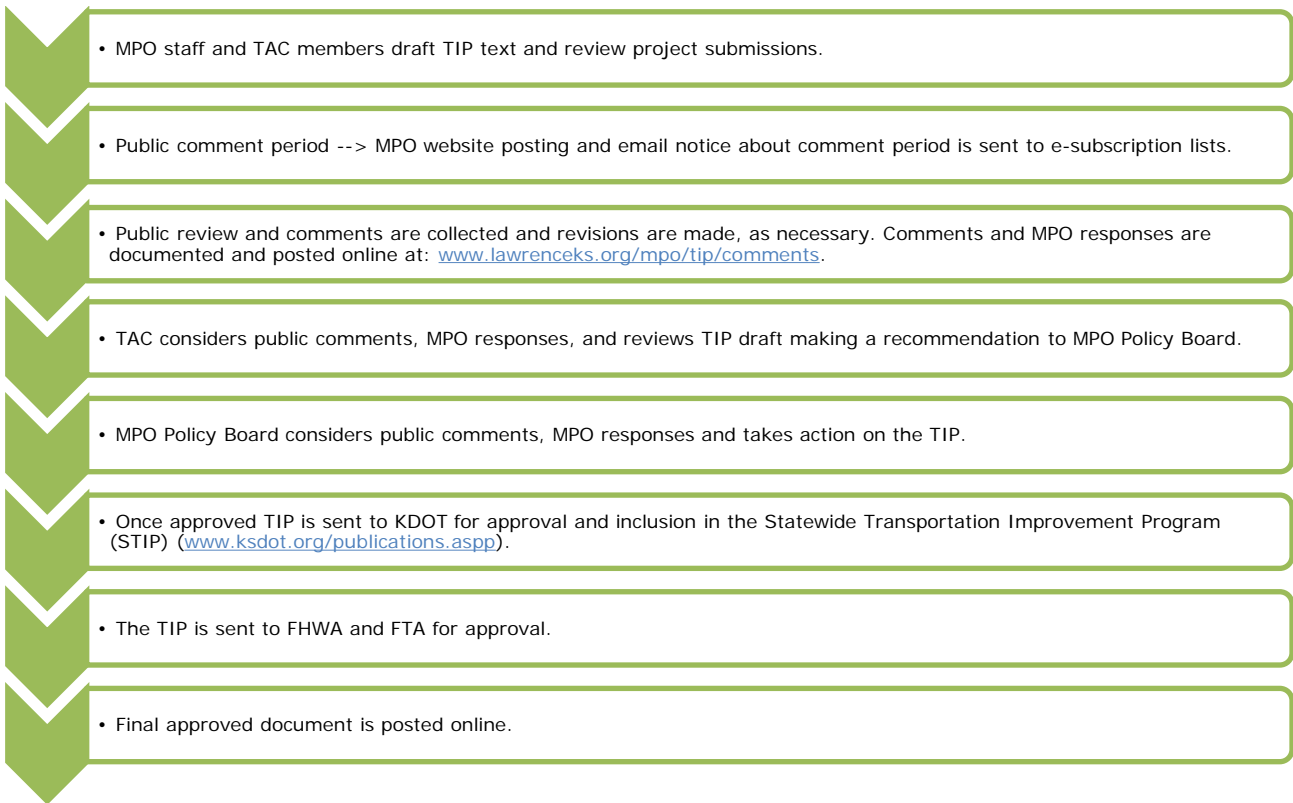 • MPO staff and TAC members draft TIP text and review project submissions.
• Public comment period --> MPO website posting and email notice about comment period is sent to e-subscription lists.
• Public review and comments are collected and revisions are made, as necessary. Comments and MPO responses are
documented and posted online at: www.lawrenceks.org/mpo/tip/comments.
• TAC considers public comments, MPO responses, and reviews TIP draft making a recommendation to MPO Policy Board.
• MPO Policy Board considers public comments, MPO responses and takes action on the TIP.
• Once approved TIP is sent to KDOT for approval and inclusion in the Statewide Transportation Improvement Program
(STIP) (www.ksdot.org/publications.aspp).
• The TIP is sent to FHWA and FTA for approval.
• Final approved document is posted online.